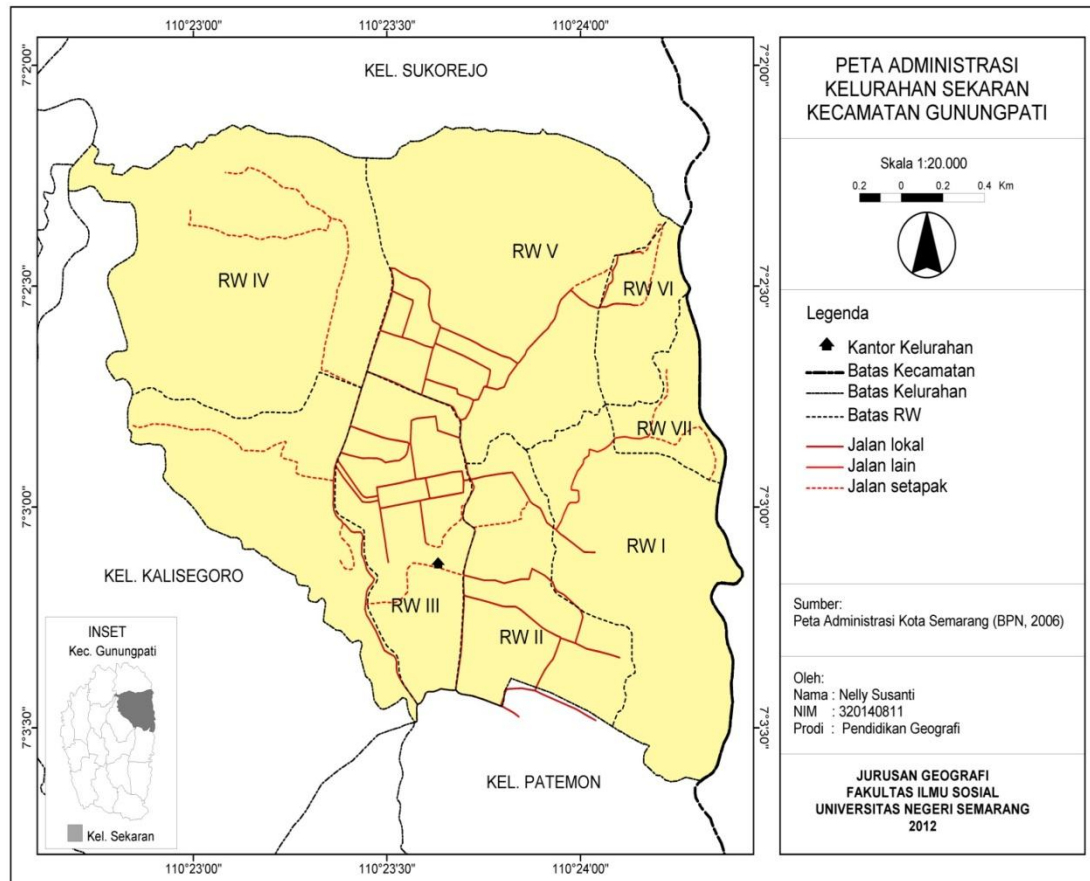 110°23'00"
110°23'30"
110°24'00"
7°2'00"
7°2'00"
KEL. SUKOREJO
RW V
RW IV
RW VI
7°2'30"
7°2'30"
RW VII
7°3'00"
7°3'00"
RW I
KEL. KALISEGORO
RW III
RW II
INSET
Kec. Gunungpati
Kel. Sekaran
7°3'30"
7°3'30"
KEL. PATEMON
110°23'00"
110°23'30"
110°24'00"
PETA ADMINISTRASI
KELURAHAN SEKARAN
KECAMATAN GUNUNGPATI
Skala 1:20.000
0.2 0 0.2 0.4 Km
Legenda
Kantor Kelurahan
Batas Kecamatan
Batas Kelurahan
Batas RW
Jalan lokal
Jalan lain
Jalan setapak
Sumber:
Peta Administrasi Kota Semarang (BPN, 2006)
Oleh:
Nama : Nelly Susanti
NIM : 320140811
Prodi : Pendidikan Geografi
JURUSAN GEOGRAFI
FAKULTAS ILMU SOSIAL
UNIVERSITAS NEGERI SEMARANG
2012